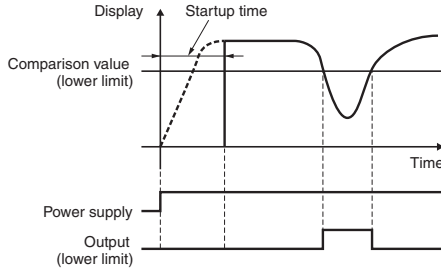 Display
Startup time
Comparison value
(lower limit)
Time
Power supply
Output
(lower limit)